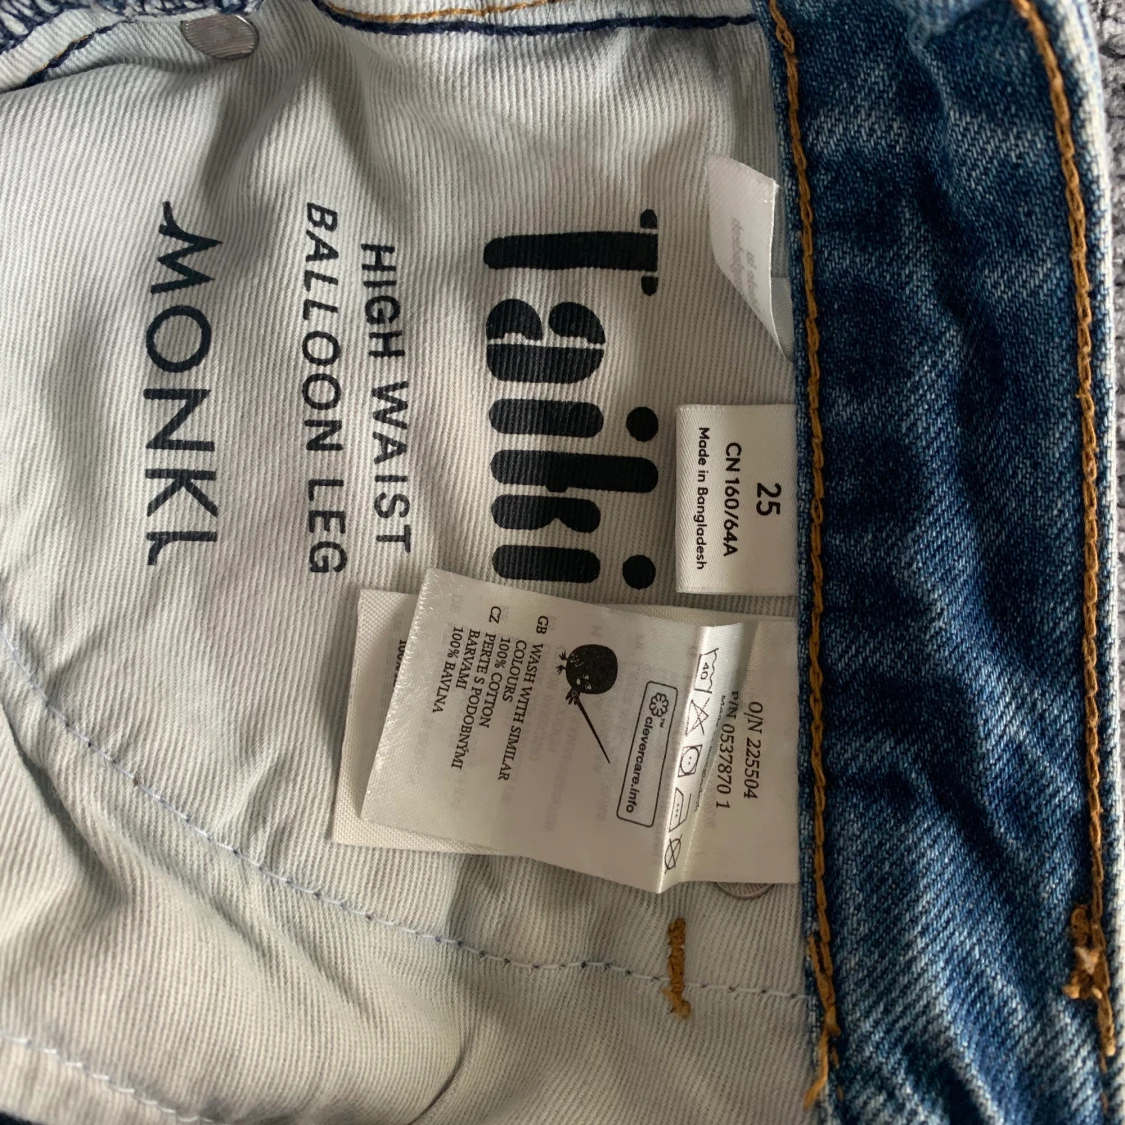 25
CN 160/64A
Made in Bangladesh
Taiki
HIGH WAIST
BALLOON LEG
MONKI
O/N 225504
P/N 0537870 1
40
clevercare.info
GB WASH WITH SIMILAR
COLOURS
100% COTTON
CZ PERTE S PODOBNÝMI
BARVAMI
100% BAVLNA